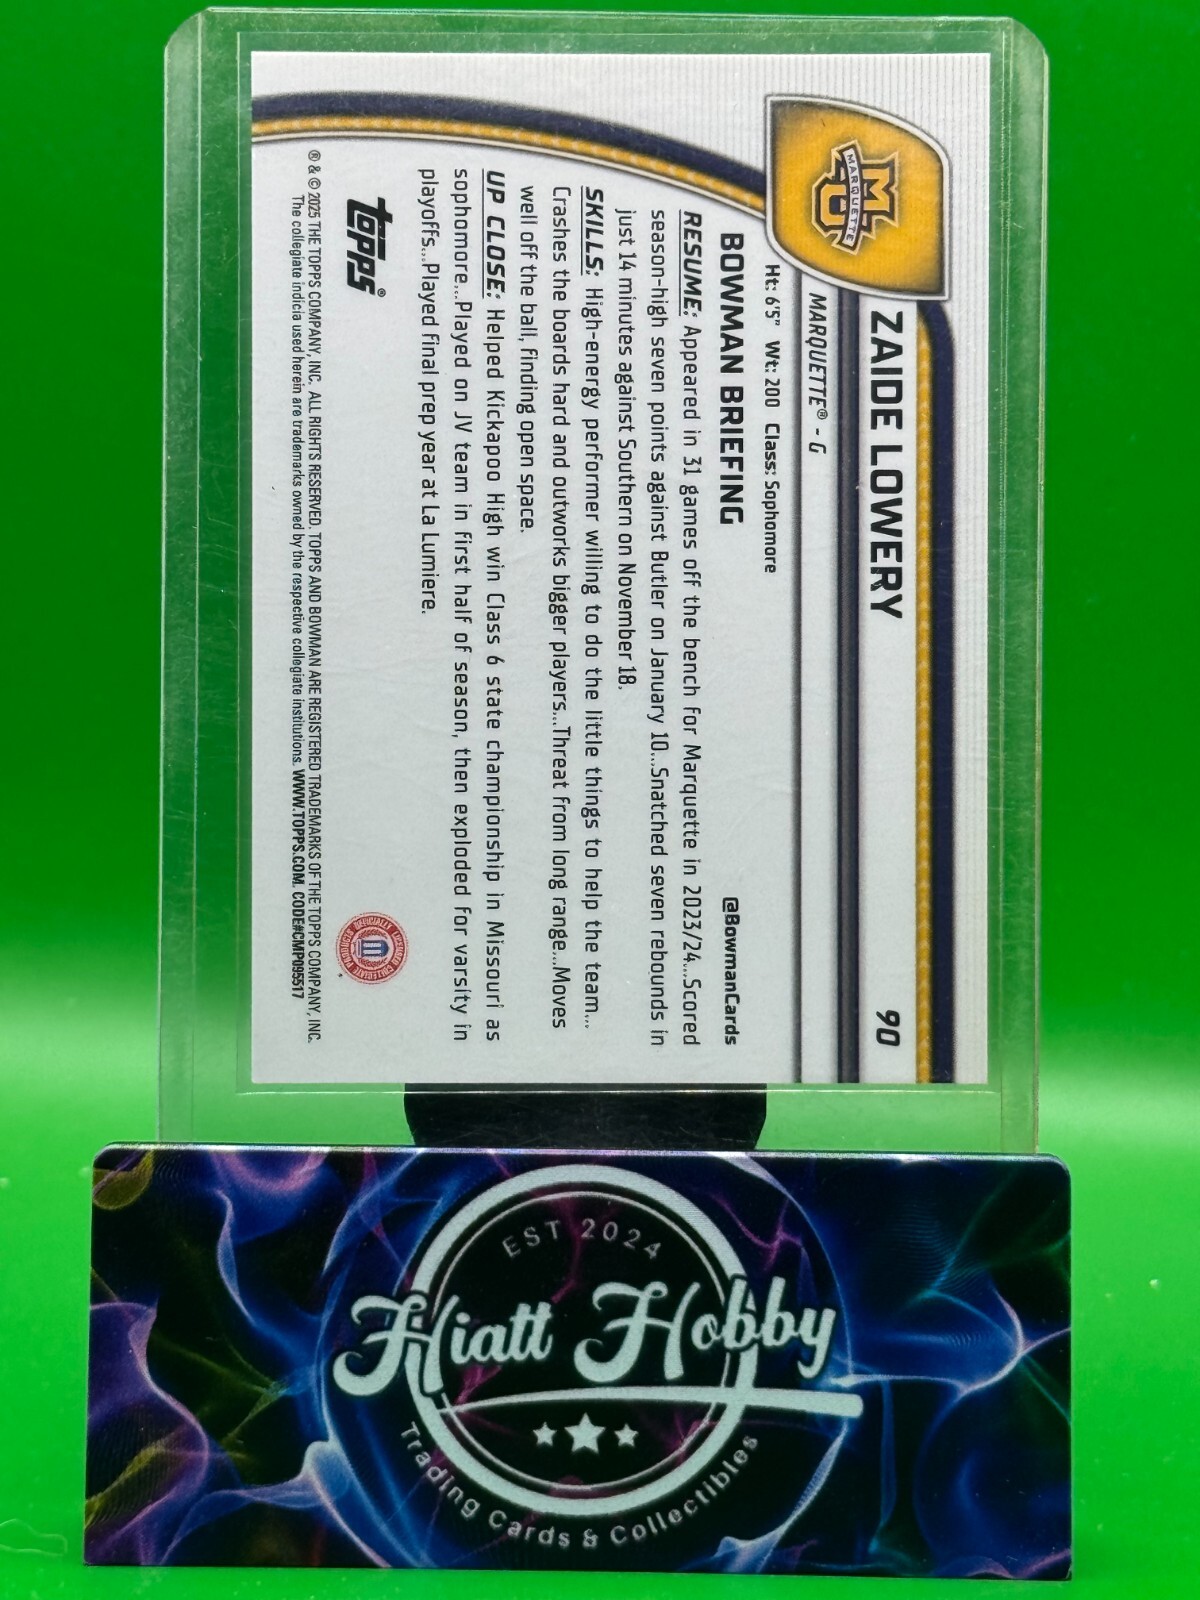 MARQUETTE
MU
ZAIDE LOWERY 90
MARQUETTE® - G
Ht: 6'5" Wt: 200 Class: Sophomore
BOWMAN BRIEFING @BowmanCards
RESUME: Appeared in 31 games off the bench for Marquette in 2023/24...Scored
season-high seven points against Butler on January 10...Snatched seven rebounds in
just 14 minutes against Southern on November 18.
SKILLS: High-energy performer willing to do the little things to help the team...
Crashes the boards hard and outworks bigger players...Threat from long range...Moves
well off the ball, finding open space.
UP CLOSE: Helped Kickapoo High win Class 6 state championship in Missouri as
sophomore...Played on JV team in first half of season, then exploded for varsity in
playoffs...Played final prep year at La Lumiere.
topps®
OFFICIALLY LICENSED COLLEGIATE PRODUCTS
® & © 2025 THE TOPPS COMPANY, INC. ALL RIGHTS RESERVED. TOPPS AND BOWMAN ARE REGISTERED TRADEMARKS OF THE TOPPS COMPANY, INC.
The collegiate indicia used herein are trademarks owned by the respective collegiate institutions. WWW.TOPPS.COM. CODE#CMP095517
EST 2024
Hiatt Hobby
Trading Cards & Collectibles